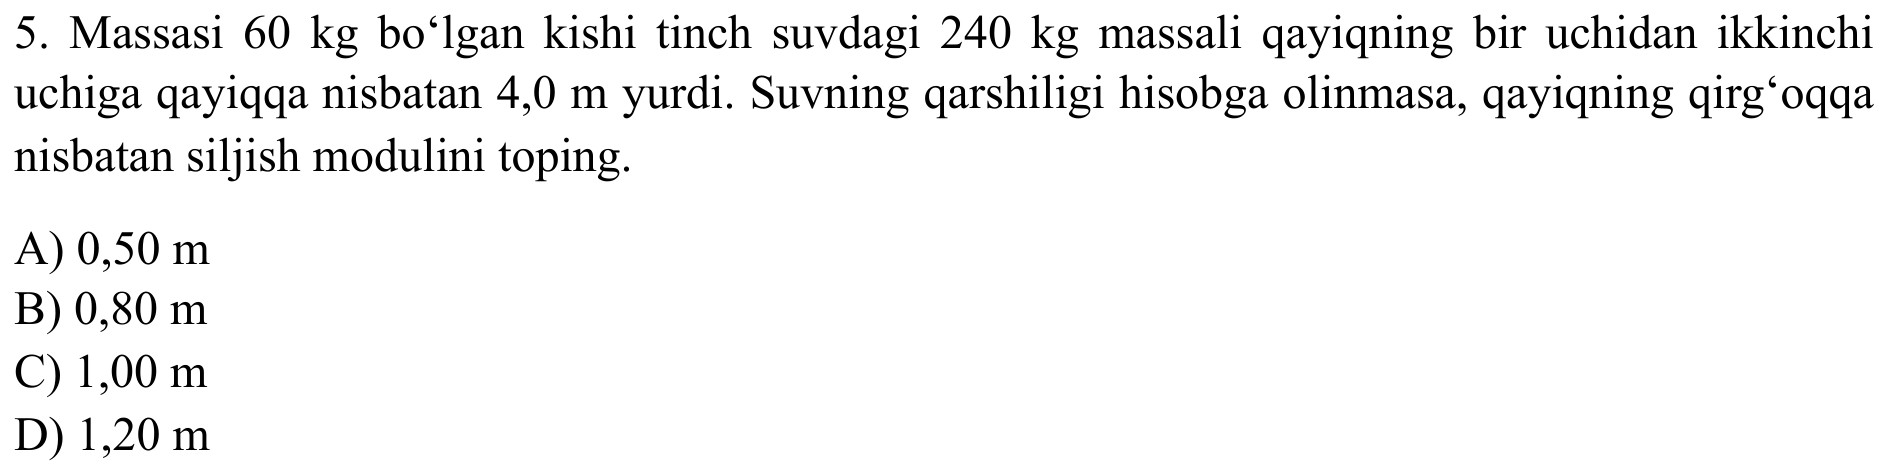 5. Massasi 60 kg bo‘lgan kishi tinch suvdagi 240 kg massali qayiqning bir uchidan ikkinchi
uchiga qayiqqa nisbatan 4,0 m yurdi. Suvning qarshiligi hisobga olinmasa, qayiqning qirg‘oqqa
nisbatan siljish modulini toping.
A) 0,50 m
B) 0,80 m
C) 1,00 m
D) 1,20 m